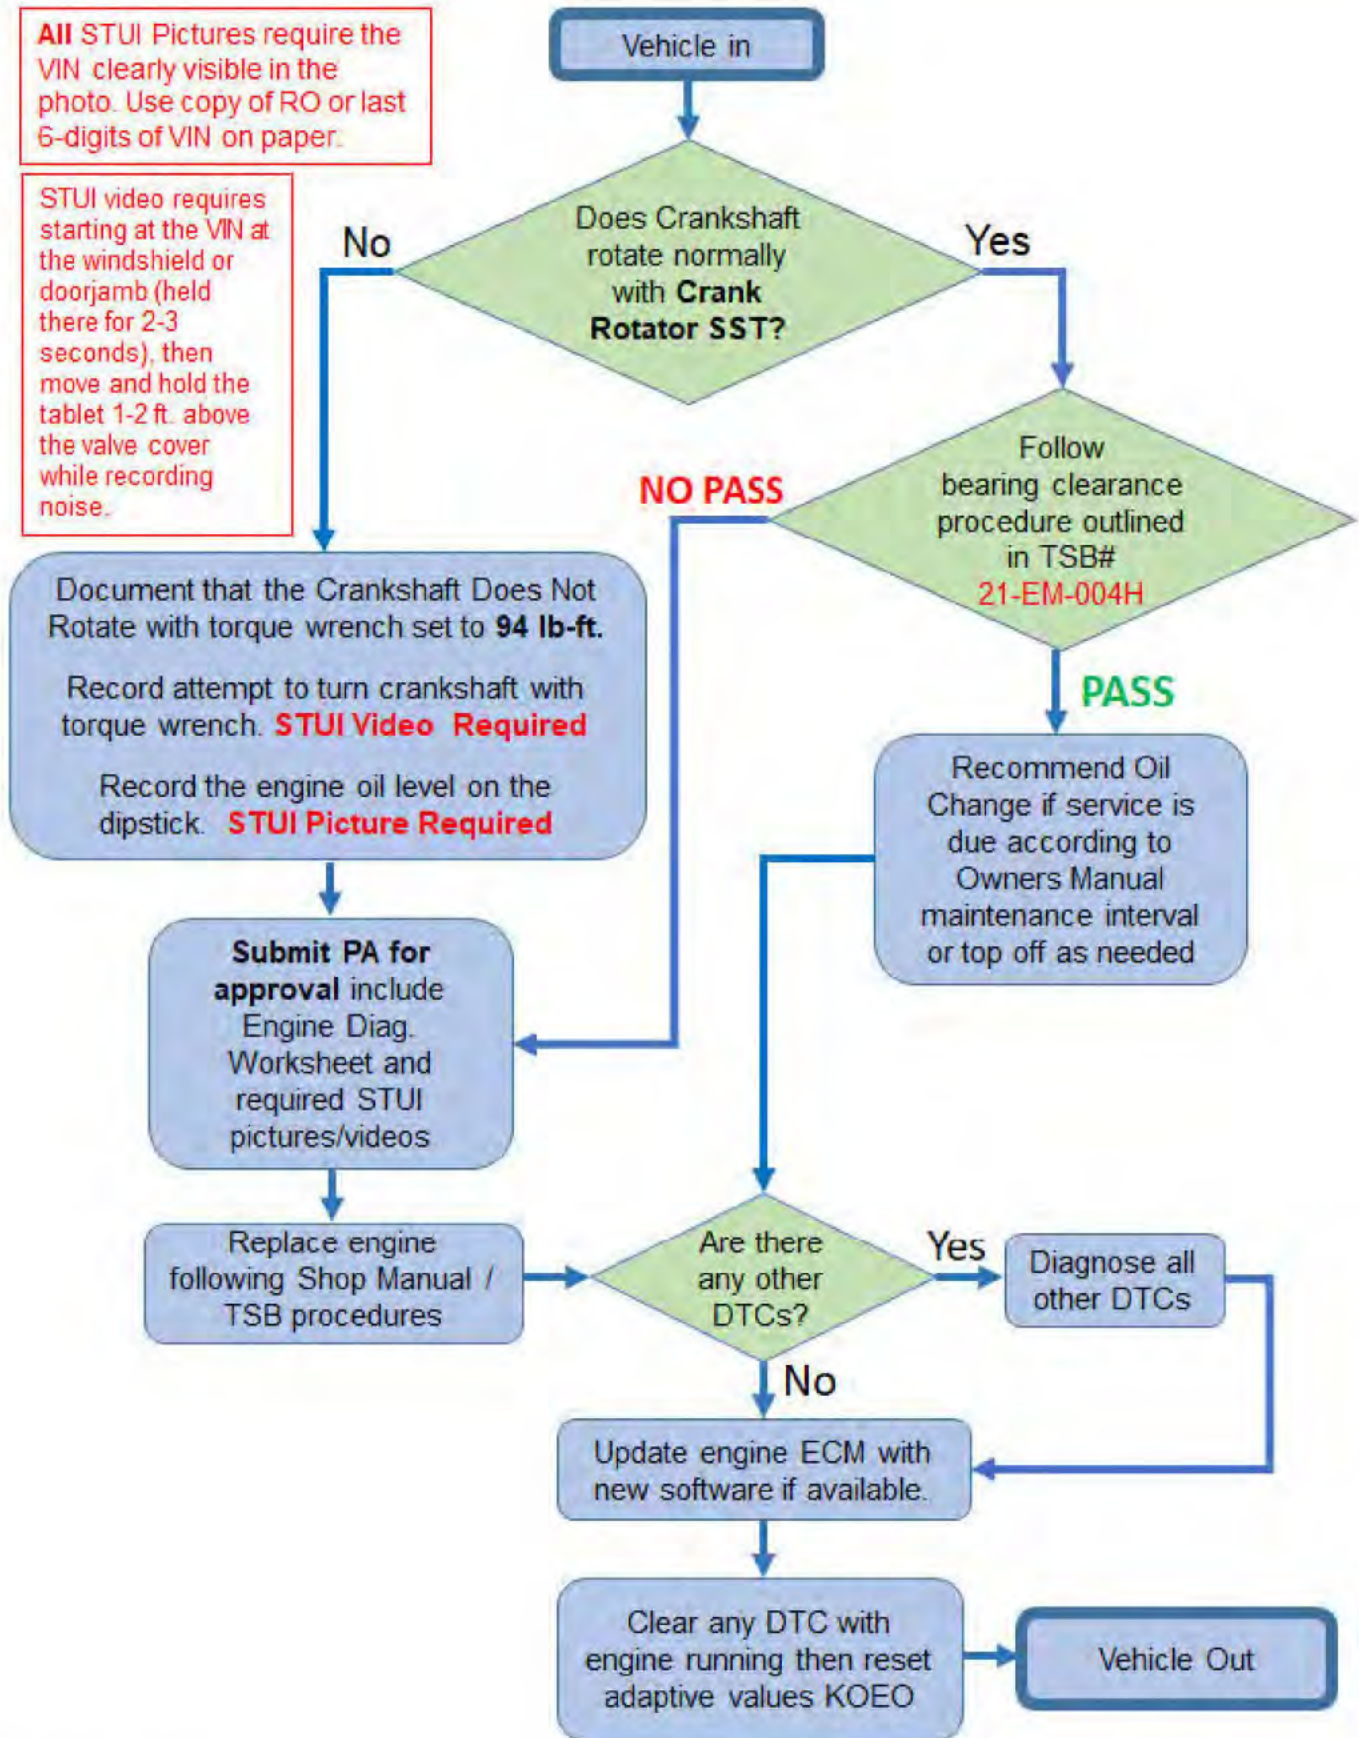 All STUI Pictures require the
VIN clearly visible in the
photo. Use copy of RO or last
6-digits of VIN on paper.
STUI video requires
starting at the VIN at
the windshield or
doorjamb (held
there for 2-3
seconds), then
move and hold the
tablet 1-2 ft. above
the valve cover
while recording
noise.
Vehicle in
Does Crankshaft
rotate normally
with Crank
Rotator SST?
No
Yes
Follow
bearing clearance
procedure outlined
in TSB#
21-EM-004H
NO PASS
PASS
Document that the Crankshaft Does Not
Rotate with torque wrench set to 94 lb-ft.
Record attempt to turn crankshaft with
torque wrench. STUI Video Required
Record the engine oil level on the
dipstick. STUI Picture Required
Recommend Oil
Change if service is
due according to
Owners Manual
maintenance interval
or top off as needed
Submit PA for
approval include
Engine Diag.
Worksheet and
required STUI
pictures/videos
Replace engine
following Shop Manual /
TSB procedures
Are there
any other
DTCs?
Yes
Diagnose all
other DTCs
No
Update engine ECM with
new software if available.
Clear any DTC with
engine running then reset
adaptive values KOEO
Vehicle Out